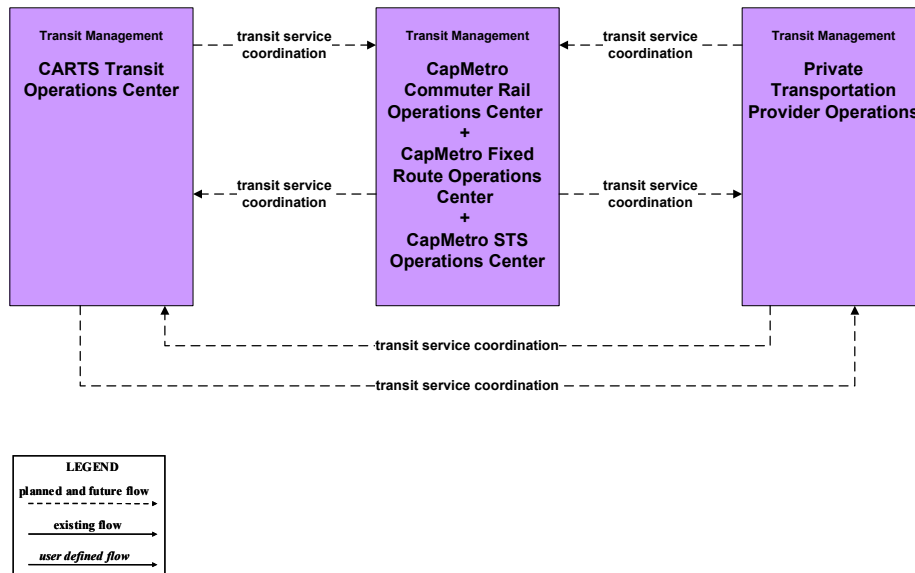 Transit Management
CARTS Transit
Operations Center
transit service
coordination
transit service
coordination
Transit Management
CapMetro
Commuter Rail
Operations Center
+
CapMetro Fixed
Route Operations
Center
+
CapMetro STS
Operations Center
transit service
coordination
transit service
coordination
Transit Management
Private
Transportation
Provider Operations
transit service coordination
transit service coordination
LEGEND
planned and future flow
existing flow
user defined flow